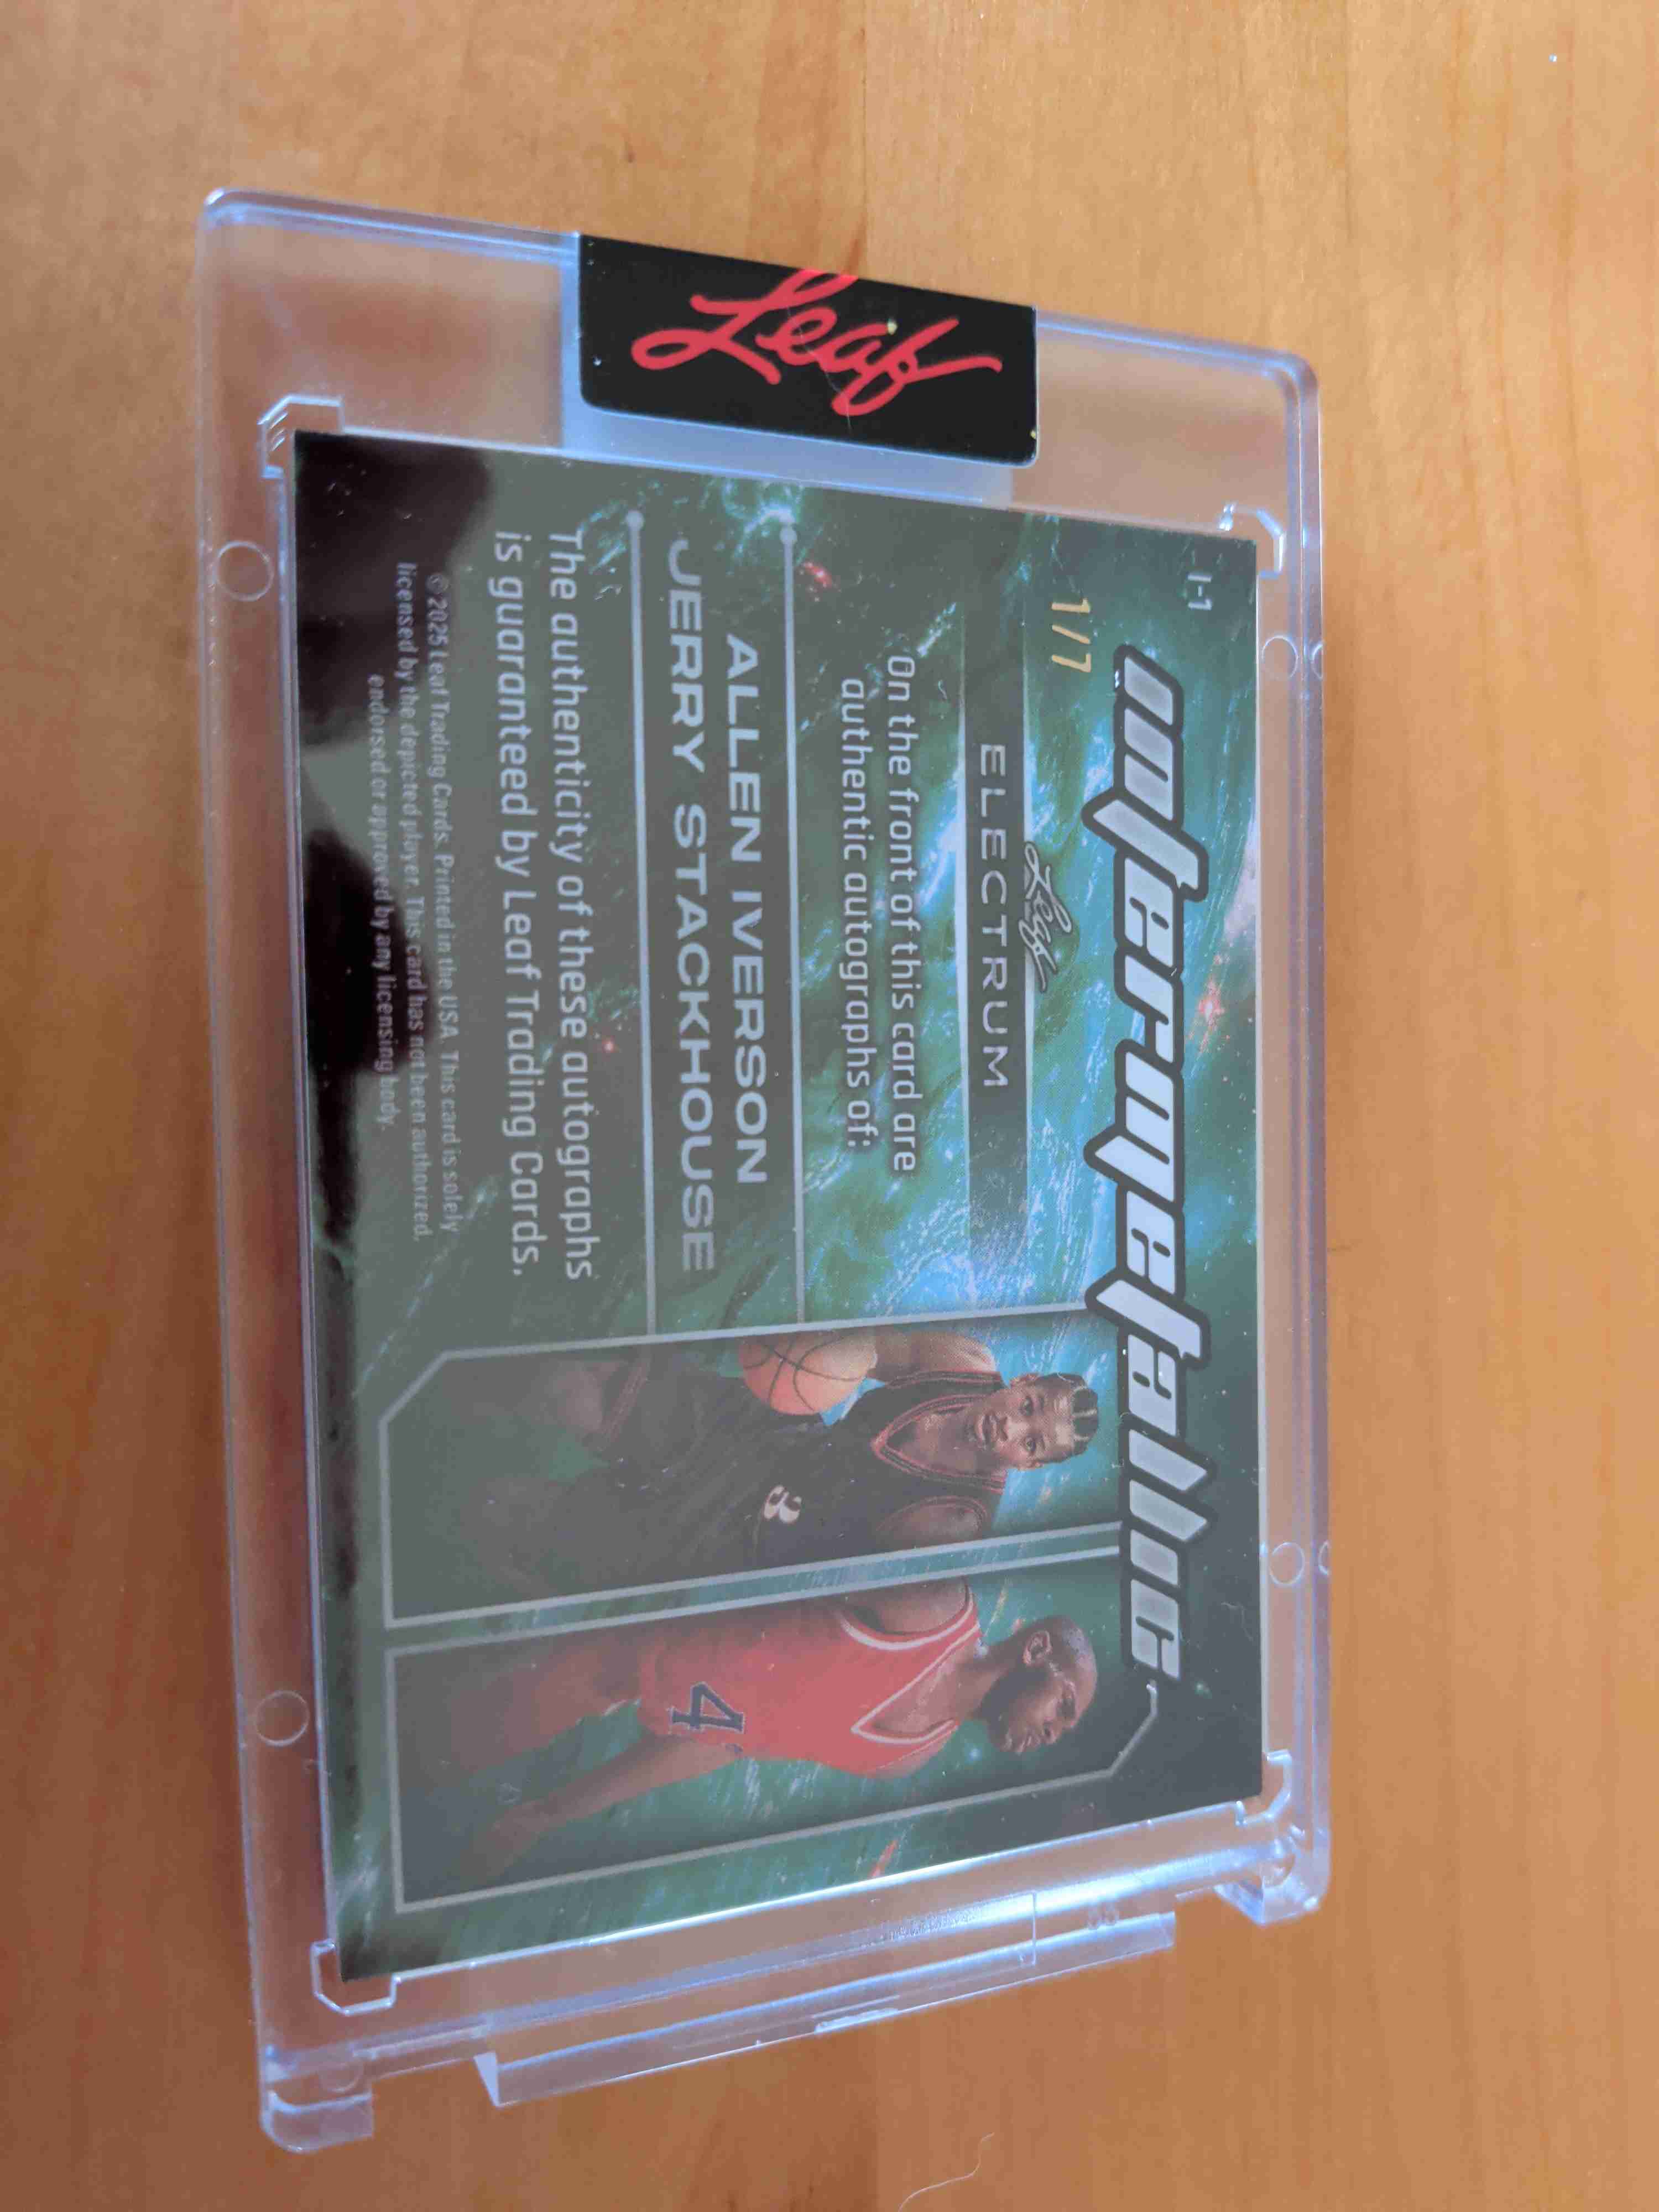 Leaf
I-1
intermetallic
1/7
Leaf
ELECTRUM
On the front of this card are
authentic autographs of:
ALLEN IVERSON
JERRY STACKHOUSE
The authenticity of these autographs
is guaranteed by Leaf Trading Cards.
©2025 Leaf Trading Cards. Printed in the USA. This card is solely
licensed by the depicted player. This card has not been authorized,
endorsed or approved by any licensing body.
3
4